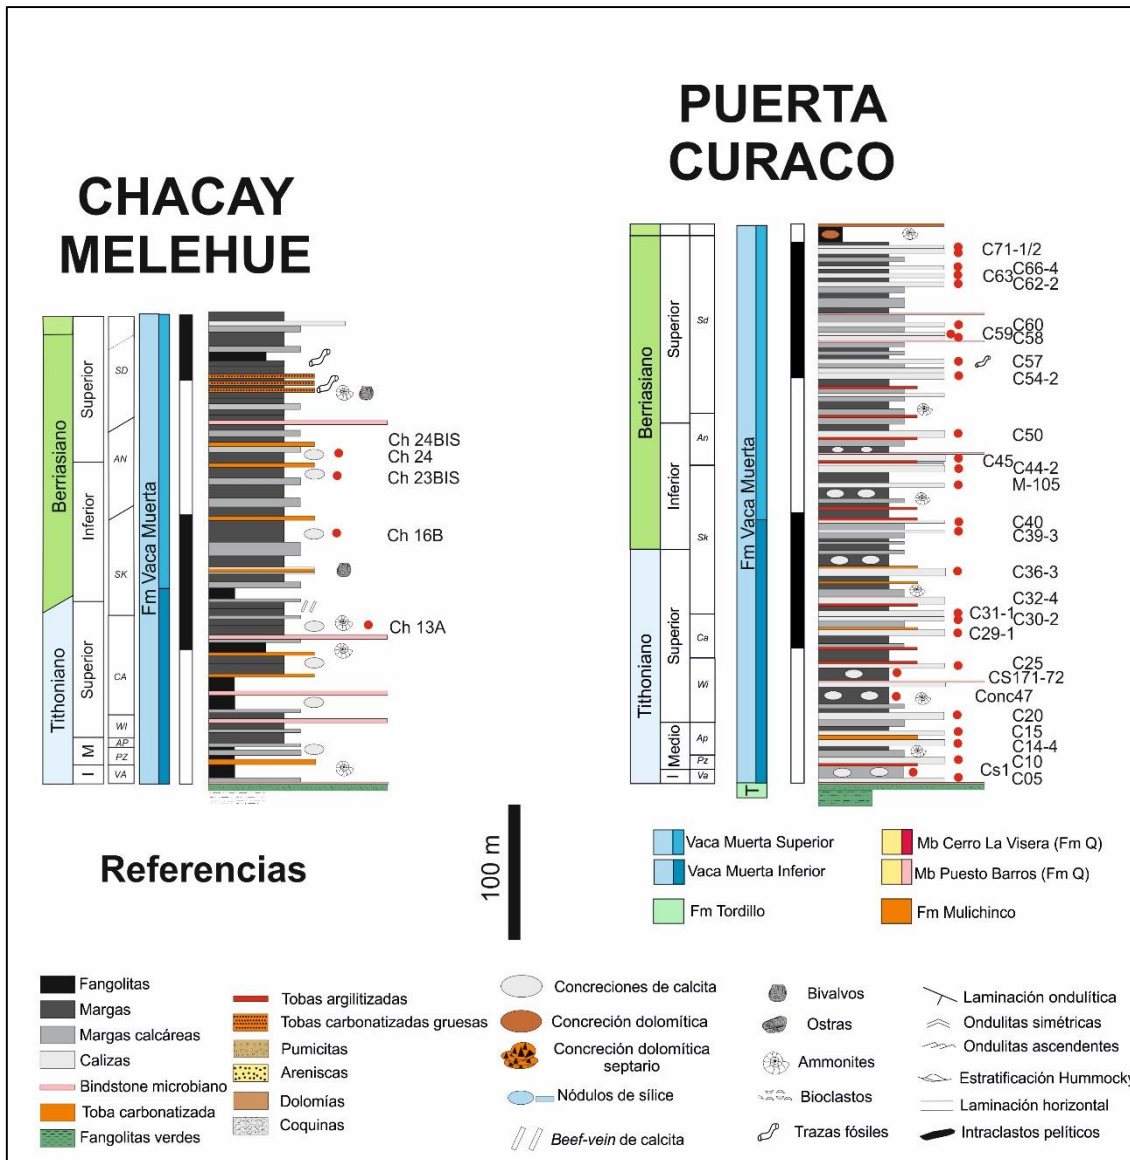 CHACAY
MELEHUE
Berriasiano
Tithoniano
Superior
Inferior
Superior
M
I
SD
AN
SK
CA
WI
AP
PZ
VA
Fm Vaca Muerta
Ch 24BIS
Ch 24
Ch 23BIS
Ch 16B
Ch 13A
PUERTA
CURACO
Berriasiano
Tithoniano
Superior
Inferior
Superior
Medio
I
Sd
An
Sk
Ca
Wi
Ap
Pz
Va
Fm Vaca Muerta
T
C71-1/2
C66-4
C63
C62-2
C60
C59
C58
C57
C54-2
C50
C45
C44-2
M-105
C40
C39-3
C36-3
C32-4
C31-1
C30-2
C29-1
C25
CS171-72
Conc47
C20
C15
C14-4
C10
Cs1
C05
Referencias
100 m
Vaca Muerta Superior
Vaca Muerta Inferior
Fm Tordillo
Mb Cerro La Visera (Fm Q)
Mb Puesto Barros (Fm Q)
Fm Mulichinco
Fangolitas
Margas
Margas calcáreas
Calizas
Bindstone microbiano
Toba carbonatizada
Fangolitas verdes
Tobas argilitizadas
Tobas carbonatizadas gruesas
Pumicitas
Areniscas
Dolomías
Coquinas
Concreciones de calcita
Concreción dolomítica
Concreción dolomítica
septario
Nódulos de sílice
Beef-vein de calcita
Bivalvos
Ostras
Ammonites
Bioclastos
Trazas fósiles
Laminación ondulítica
Ondulitas simétricas
Ondulitas ascendentes
Estratificación Hummocky
Laminación horizontal
Intraclastos pelíticos